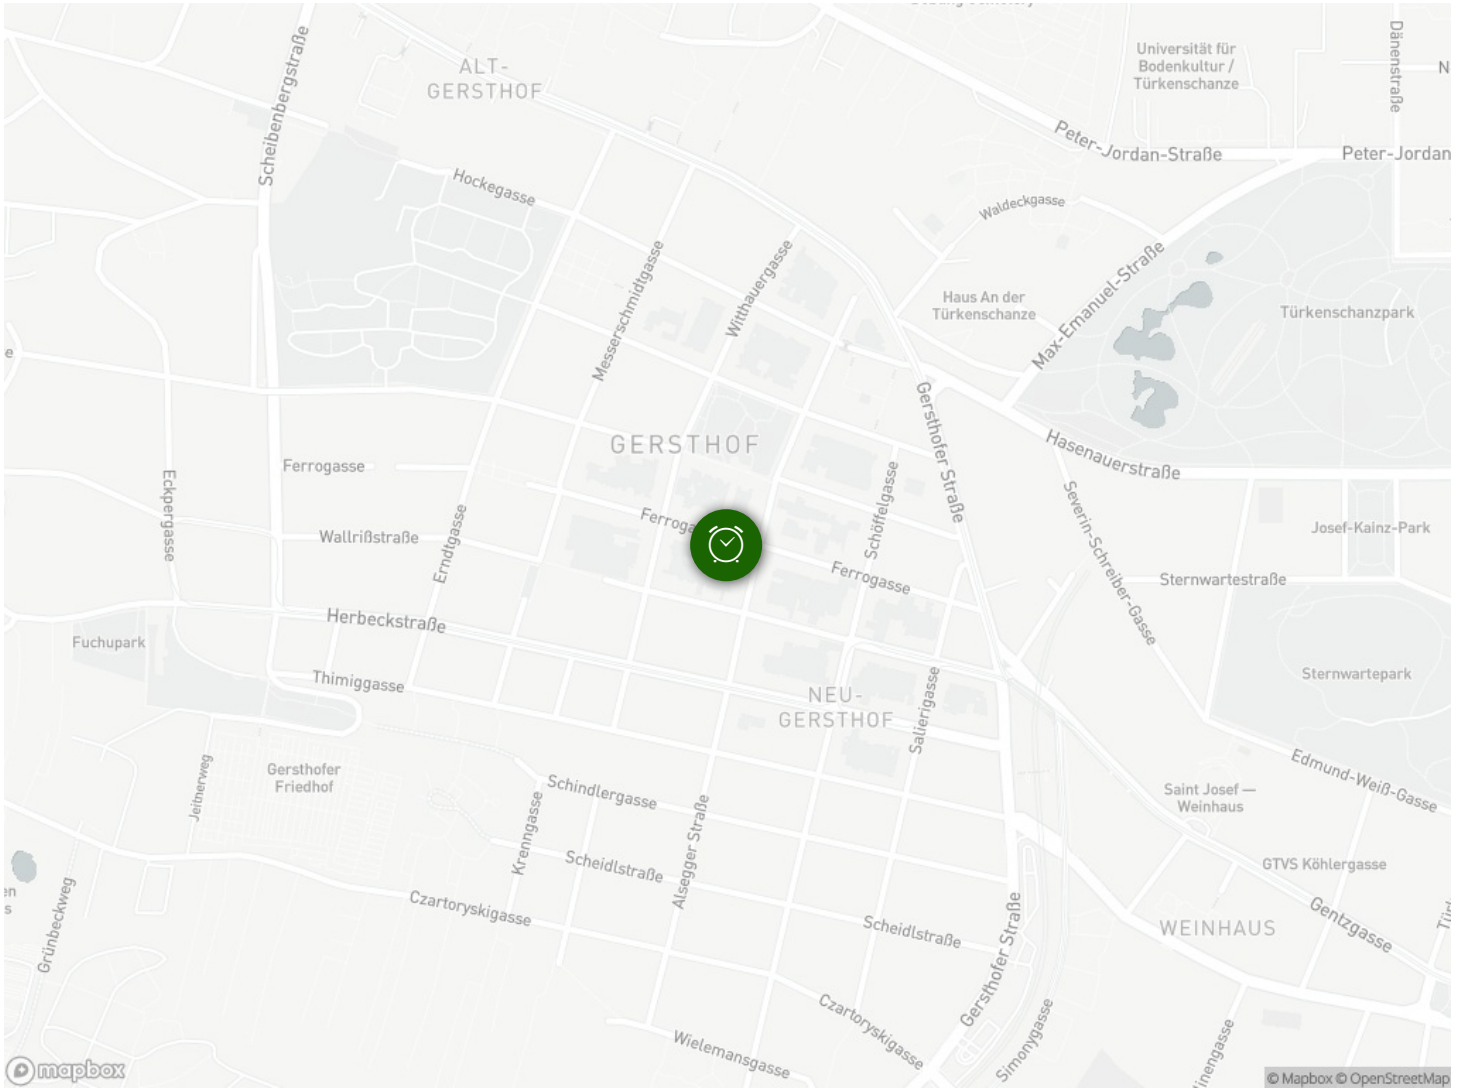 ALT-
GERSTHOF
Scheibenbergstraße
Universität für
Bodenkultur /
Türkenschanze
Dänenstraße
N
Peter-Jordan-Straße
Peter-Jordan
Hockegasse
Waldeckgasse
Messerschmidtgasse
Witthauergasse
Max-Emanuel-Straße
Haus An der
Türkenschanze
Türkenschanzpark
e
Gersthofer Straße
GERSTHOF
Hasenauerstraße
Ferrogasse
Eckpergasse
Erndtgasse
Schöffelgasse
Severin-Schreiber-Gasse
Josef-Kainz-Park
Ferroga
Wallrißstraße
Ferrogasse
Sternwartestraße
Herbeckstraße
Fuchupark
Thimiggasse
Sternwartepark
NEU-
GERSTHOF
Salierigasse
Jeitnerweg
Gersthofer
Friedhof
Schindlergasse
Krenngasse
Alsegger Straße
Saint Josef —
Weinhaus
Edmund-Weiß-Gasse
Scheidlstraße
GTVS Köhlergasse
en
s
Grünbeckweg
Czartoryskigasse
Scheidlstraße
Gersthofer Straße
WEINHAUS
Gentzgasse
Czartoryskigasse
Wielemansgasse
Simonygasse
inengasse
mapbox
© Mapbox © OpenStreetMap